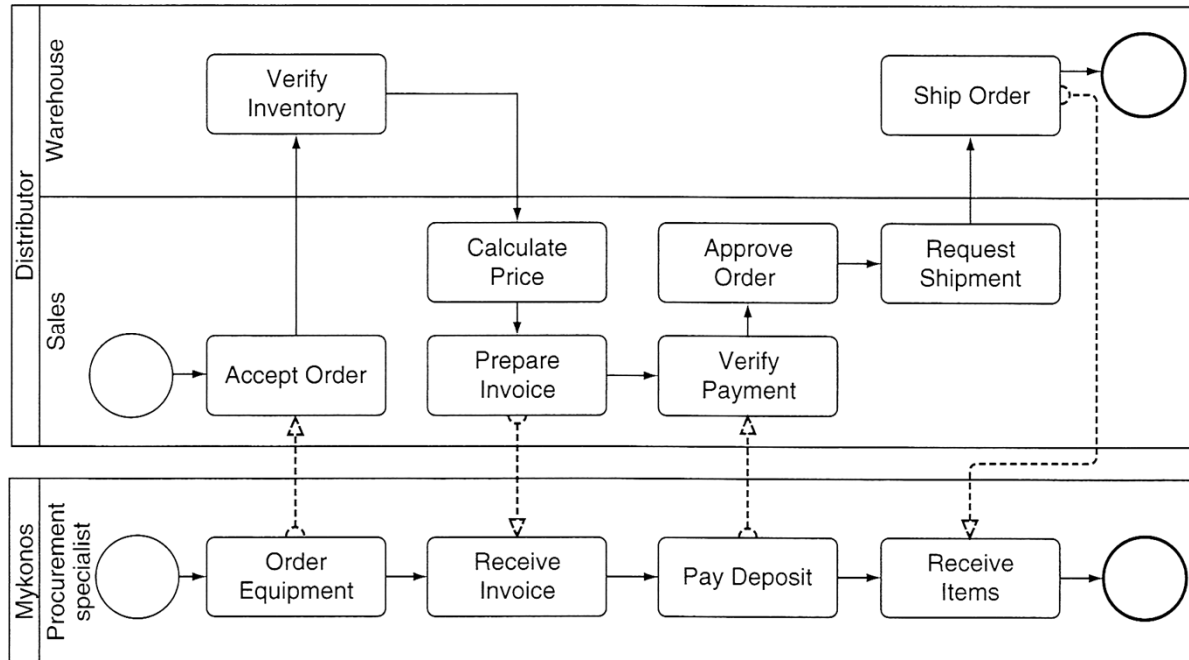 Distributor
Warehouse
Verify
Inventory
Ship Order
Sales
Calculate
Price
Approve
Order
Request
Shipment
Accept Order
Prepare
Invoice
Verify
Payment
Mykonos
Procurement
specialist
Order
Equipment
Receive
Invoice
Pay Deposit
Receive
Items